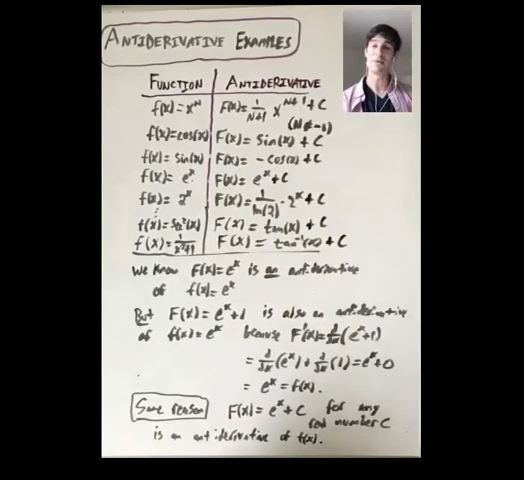 ANTIDERIVATIVE EXAMPLES
FUNCTION | ANTIDERIVATIVE
f(x)=x^N | F(x)=1/(N+1) x^(N+1)+C
(N≠-1)
f(x)=cos(x) | F(x)=sin(x)+C
f(x)=sin(x) | F(x)=-cos(x)+C
f(x)=e^x | F(x)=e^x+C
f(x)=2^x | F(x)=1/ln(2)·2^x+C
⋮
f(x)=sec²(x) | F(x)=tan(x)+C
f(x)=1/(x²+1) | F(x)=tan⁻¹(x)+C
We know F(x)=e^x is an antiderivative
of f(x)=e^x
But F(x)=e^x+1 is also an antiderivative
of f(x)=e^x because F'(x)=d/dx(e^x+1)
=d/dx(e^x)+d/dx(1)=e^x+0
=e^x=f(x).
Same reason F(x)=e^x+C for any
real number C
is an antiderivative of f(x).